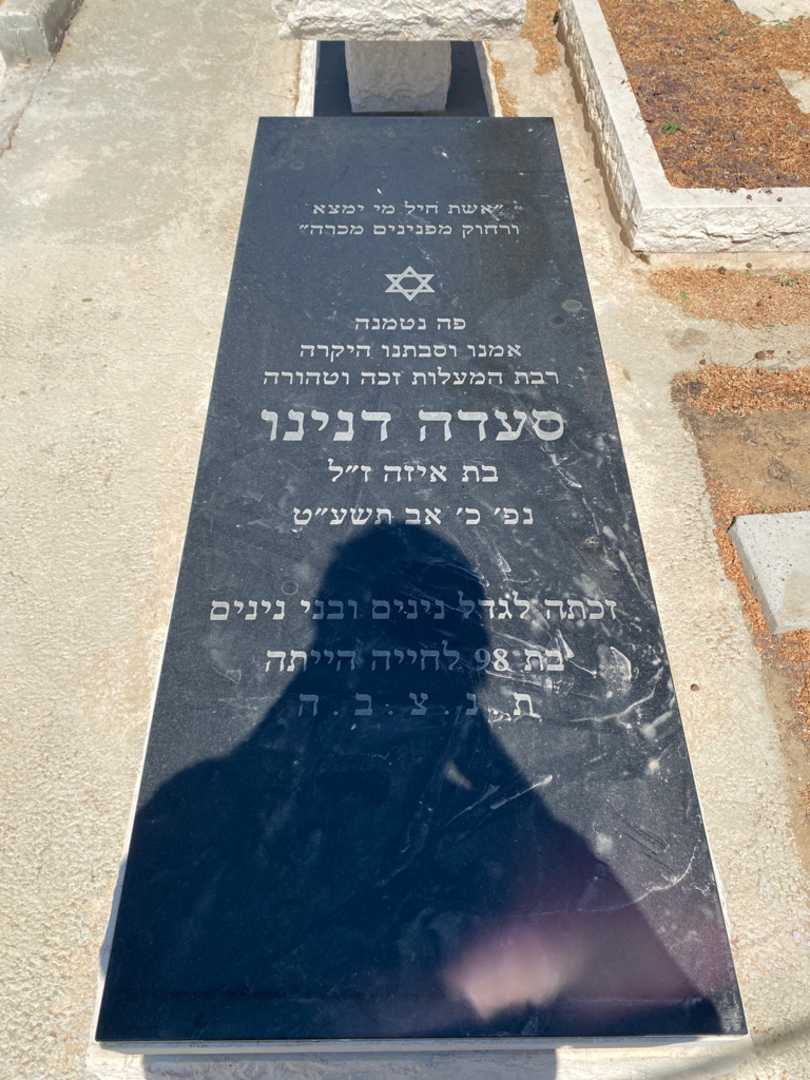 ״אשת חיל מי ימצא
ורחוק מפנינים מכרה״
פה נטמנה
אמנו וסבתנו היקרה
רבת המעלות זכה וטהורה
סעדה דנינו
בת איזה ז״ל
נפ׳ כ׳ אב תשע״ט
זכתה לגדל נינים ובני נינים
בת 98 לחייה הייתה
ת.נ.צ.ב.ה